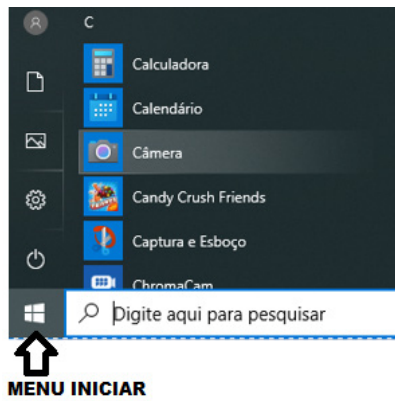 C
Calculadora
Calendário
Câmera
Candy Crush Friends
Captura e Esboço
ChromaCam
Digite aqui para pesquisar
MENU INICIAR